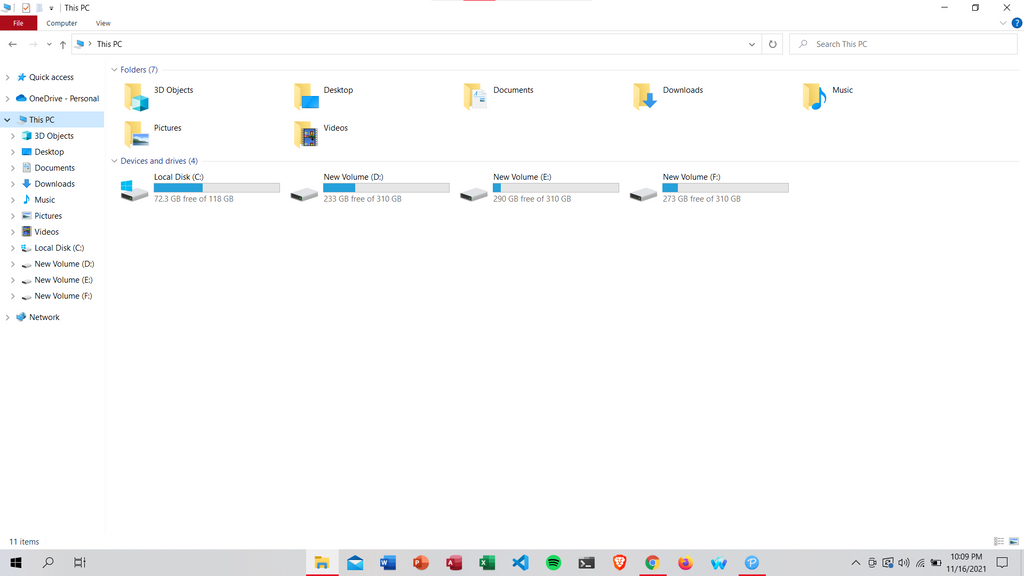 This PC
File Computer View
This PC
Search This PC
Quick access
OneDrive - Personal
This PC
3D Objects
Desktop
Documents
Downloads
Music
Pictures
Videos
Local Disk (C:)
New Volume (D:)
New Volume (E:)
New Volume (F:)
Network
Folders (7)
3D Objects Desktop Documents Downloads Music
Pictures Videos
Devices and drives (4)
Local Disk (C:) New Volume (D:) New Volume (E:) New Volume (F:)
72.3 GB free of 118 GB 233 GB free of 310 GB 290 GB free of 310 GB 273 GB free of 310 GB
11 items
10:09 PM
11/16/2021